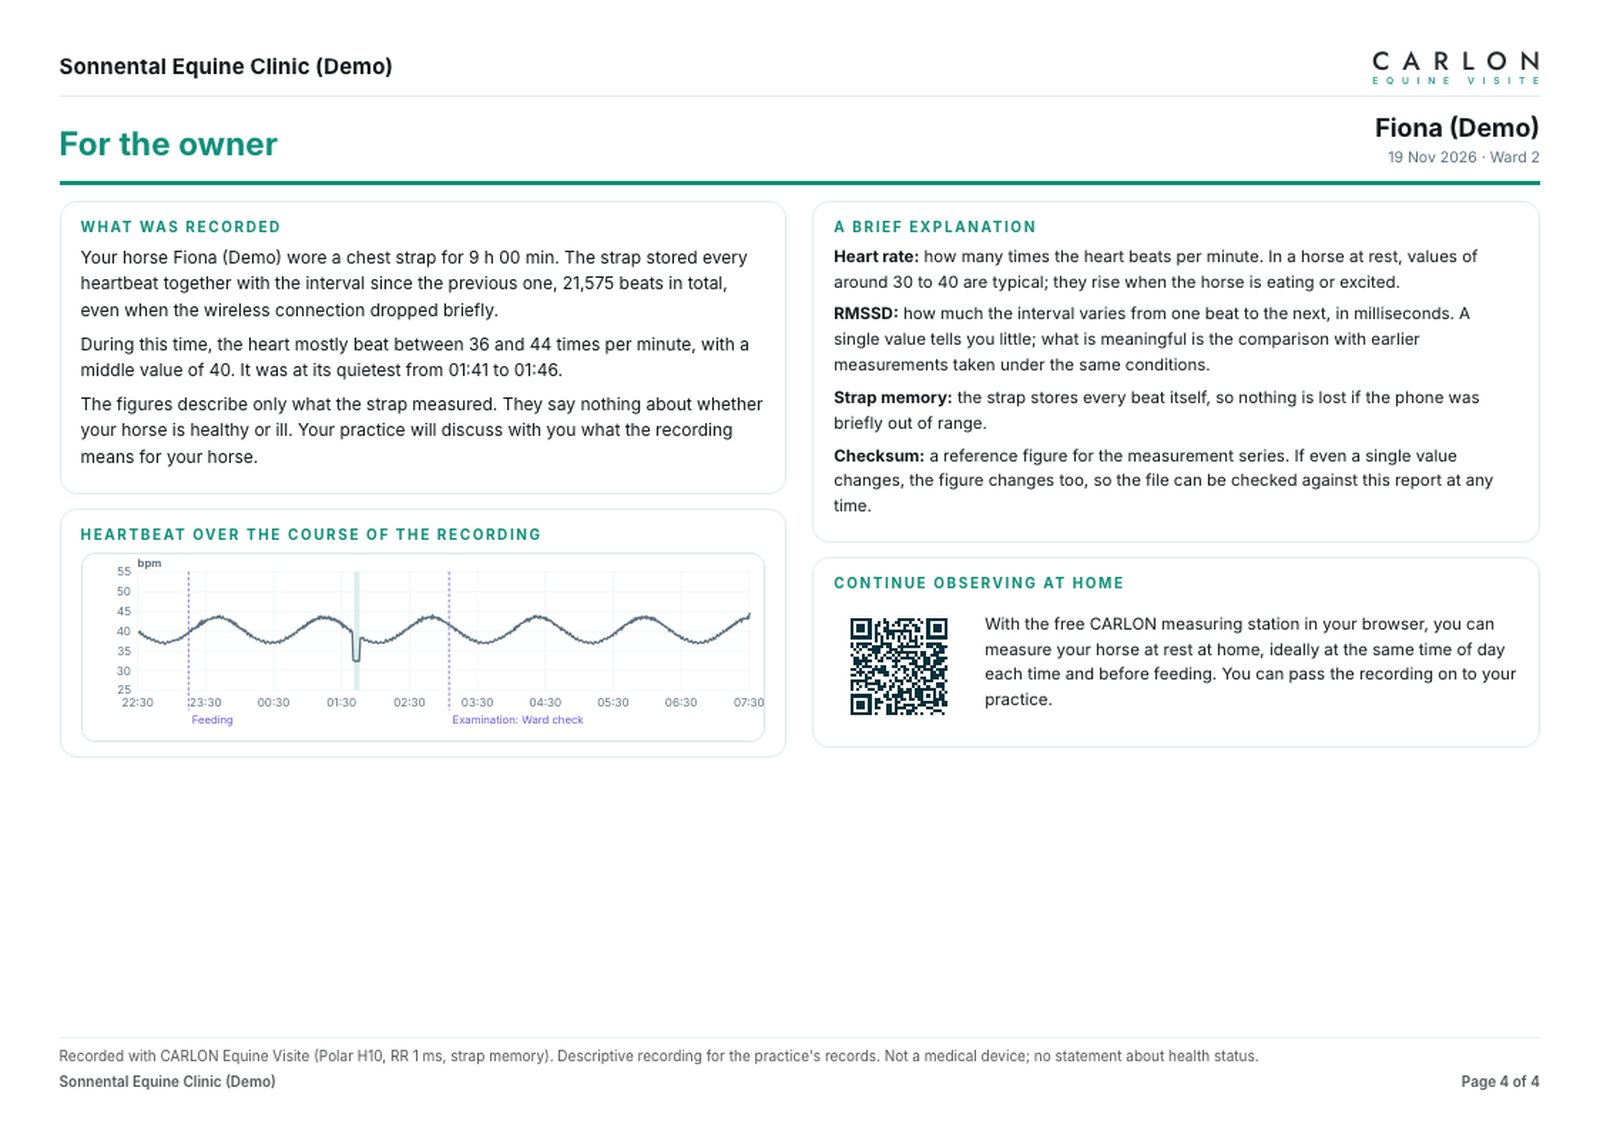 Sonnental Equine Clinic (Demo)
CARLON
EQUINE VISITE
For the owner
Fiona (Demo)
19 Nov 2026 · Ward 2
WHAT WAS RECORDED
Your horse Fiona (Demo) wore a chest strap for 9 h 00 min. The strap stored every
heartbeat together with the interval since the previous one, 21,575 beats in total,
even when the wireless connection dropped briefly.
During this time, the heart mostly beat between 36 and 44 times per minute, with a
middle value of 40. It was at its quietest from 01:41 to 01:46.
The figures describe only what the strap measured. They say nothing about whether
your horse is healthy or ill. Your practice will discuss with you what the recording
means for your horse.
HEARTBEAT OVER THE COURSE OF THE RECORDING
bpm
55
50
45
40
35
30
25
22:30 23:30 00:30 01:30 02:30 03:30 04:30 05:30 06:30 07:30
Feeding
Examination: Ward check
A BRIEF EXPLANATION
Heart rate: how many times the heart beats per minute. In a horse at rest, values of
around 30 to 40 are typical; they rise when the horse is eating or excited.
RMSSD: how much the interval varies from one beat to the next, in milliseconds. A
single value tells you little; what is meaningful is the comparison with earlier
measurements taken under the same conditions.
Strap memory: the strap stores every beat itself, so nothing is lost if the phone was
briefly out of range.
Checksum: a reference figure for the measurement series. If even a single value
changes, the figure changes too, so the file can be checked against this report at any
time.
CONTINUE OBSERVING AT HOME
With the free CARLON measuring station in your browser, you can
measure your horse at rest at home, ideally at the same time of day
each time and before feeding. You can pass the recording on to your
practice.
Recorded with CARLON Equine Visite (Polar H10, RR 1 ms, strap memory). Descriptive recording for the practice's records. Not a medical device; no statement about health status.
Sonnental Equine Clinic (Demo)
Page 4 of 4